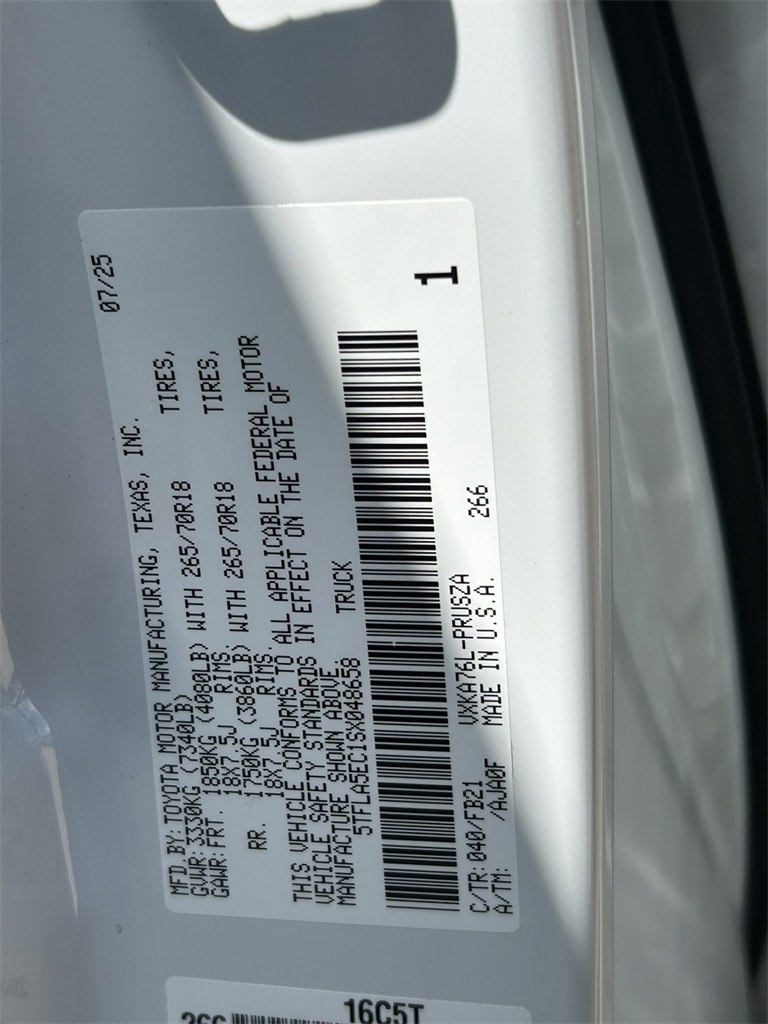 MFD.BY:TOYOTA MOTOR MANUFACTURING, TEXAS, INC. 07/25
GVWR:3330KG (7340LB)
GAWR:FRT. 1850KG (4080LB) WITH 265/70R18 TIRES,
18X7.5J RIMS,
RR. 1750KG (3860LB) WITH 265/70R18 TIRES,
18X7.5J RIMS.
THIS VEHICLE CONFORMS TO ALL APPLICABLE FEDERAL MOTOR
VEHICLE SAFETY STANDARDS IN EFFECT ON THE DATE OF
MANUFACTURE SHOWN ABOVE.
5TFLA5EC1SX048658 TRUCK
1
C/TR:040/FB21 VXKA76L-PRUSZA 266
A/TM: /AJA0F MADE IN U.S.A.
266 16C5T